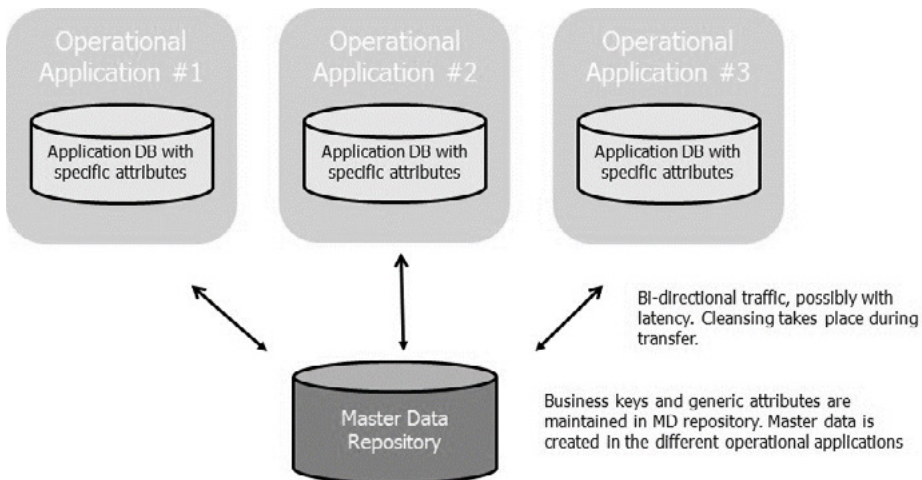 Operational
Application #1
Operational
Application #2
Operational
Application #3
Application DB with
specific attributes
Application DB with
specific attributes
Application DB with
specific attributes
Bi-directional traffic, possibly with
latency. Cleansing takes place during
transfer.
Master Data
Repository
Business keys and generic attributes are
maintained in MD repository. Master data is
created in the different operational applications